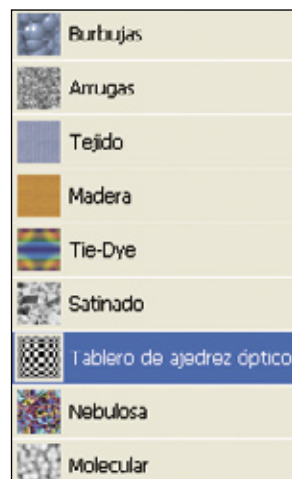 Burbujas
Arrugas
Tejido
Madera
Tie-Dye
Satinado
Tablero de ajedrez óptico
Nebulosa
Molecular